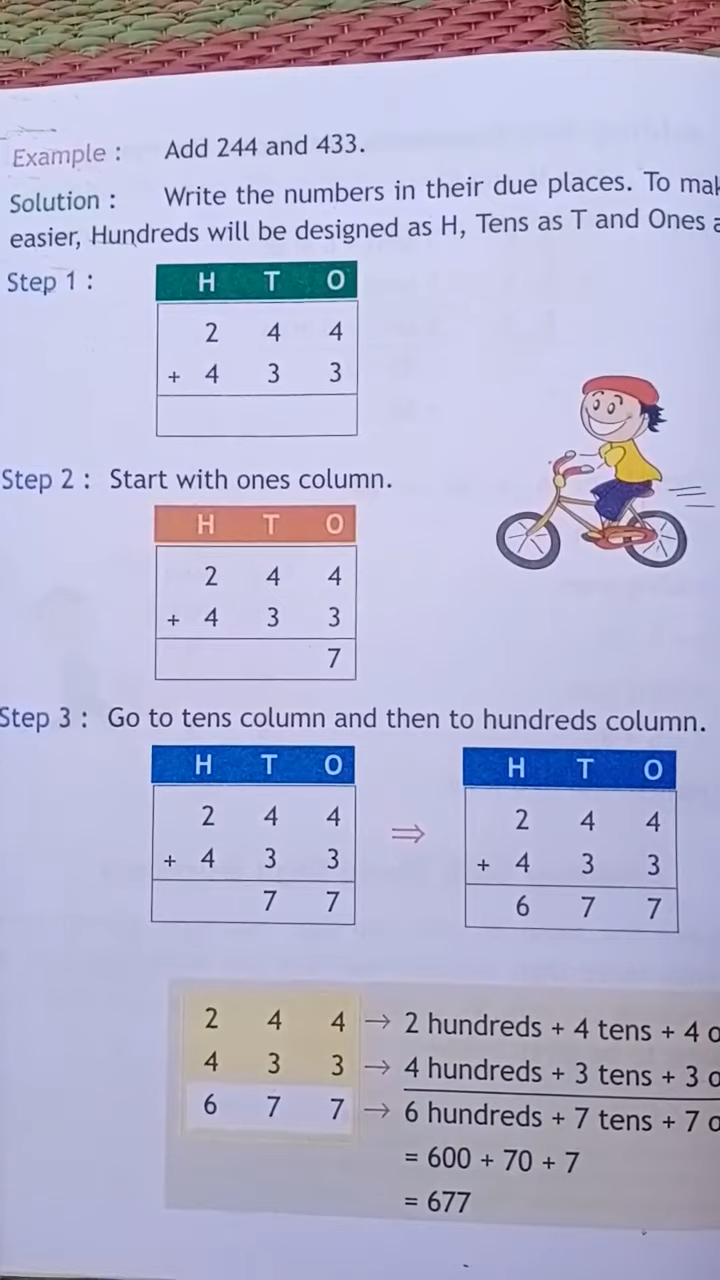 Example : Add 244 and 433.
Solution : Write the numbers in their due places. To
easier, Hundreds will be designed as H, Tens as T and Ones
Step 1 :
H T O
2 4 4
+ 4 3 3
Step 2 : Start with ones column.
H T O
2 4 4
+ 4 3 3
7
Step 3 : Go to tens column and then to hundreds column.
H T O
2 4 4
+ 4 3 3
7 7
⇒
H T O
2 4 4
+ 4 3 3
6 7 7
2 4 4 → 2 hundreds + 4 tens + 4
4 3 3 → 4 hundreds + 3 tens + 3
6 7 7 → 6 hundreds + 7 tens + 7
= 600 + 70 + 7
= 677